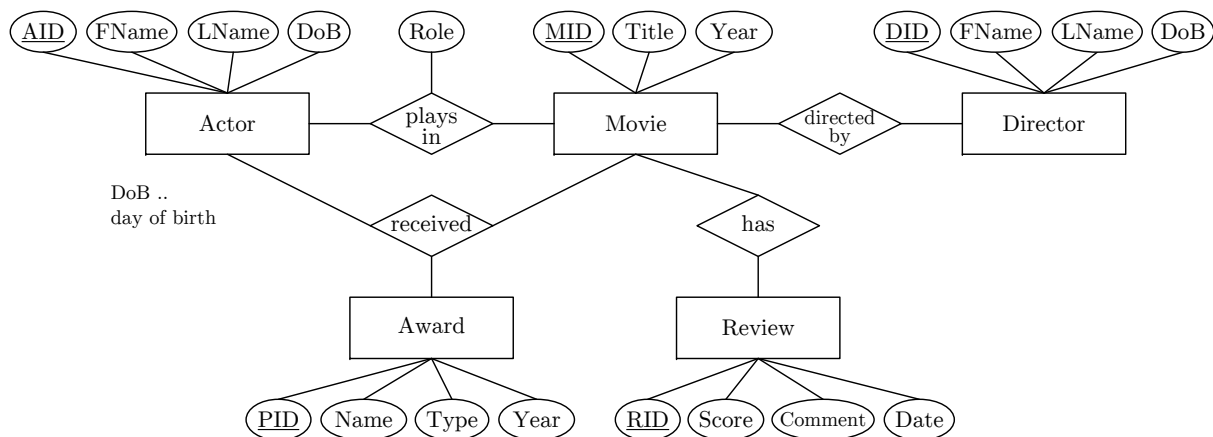 AID FName LName DoB Role MID Title Year DID FName LName DoB
Actor plays in Movie directed by Director
DoB ..
day of birth
received has
Award Review
PID Name Type Year RID Score Comment Date